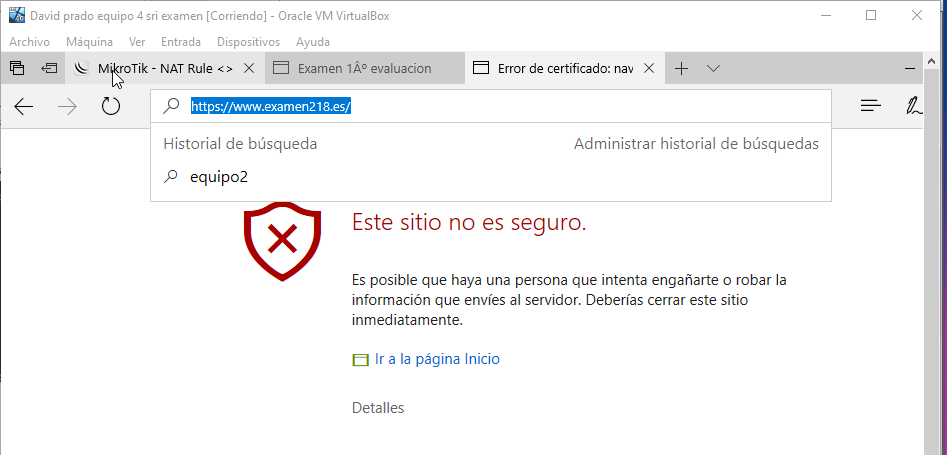 David prado equipo 4 sri examen [Corriendo] - Oracle VM VirtualBox
Archivo Máquina Ver Entrada Dispositivos Ayuda
MikroTik - NAT Rule <> Examen 1Âº evaluacion Error de certificado: nav
https://www.examen218.es/
Historial de búsqueda Administrar historial de búsquedas
equipo2
Este sitio no es seguro.
Es posible que haya una persona que intenta engañarte o robar la
información que envíes al servidor. Deberías cerrar este sitio
inmediatamente.
Ir a la página Inicio
Detalles